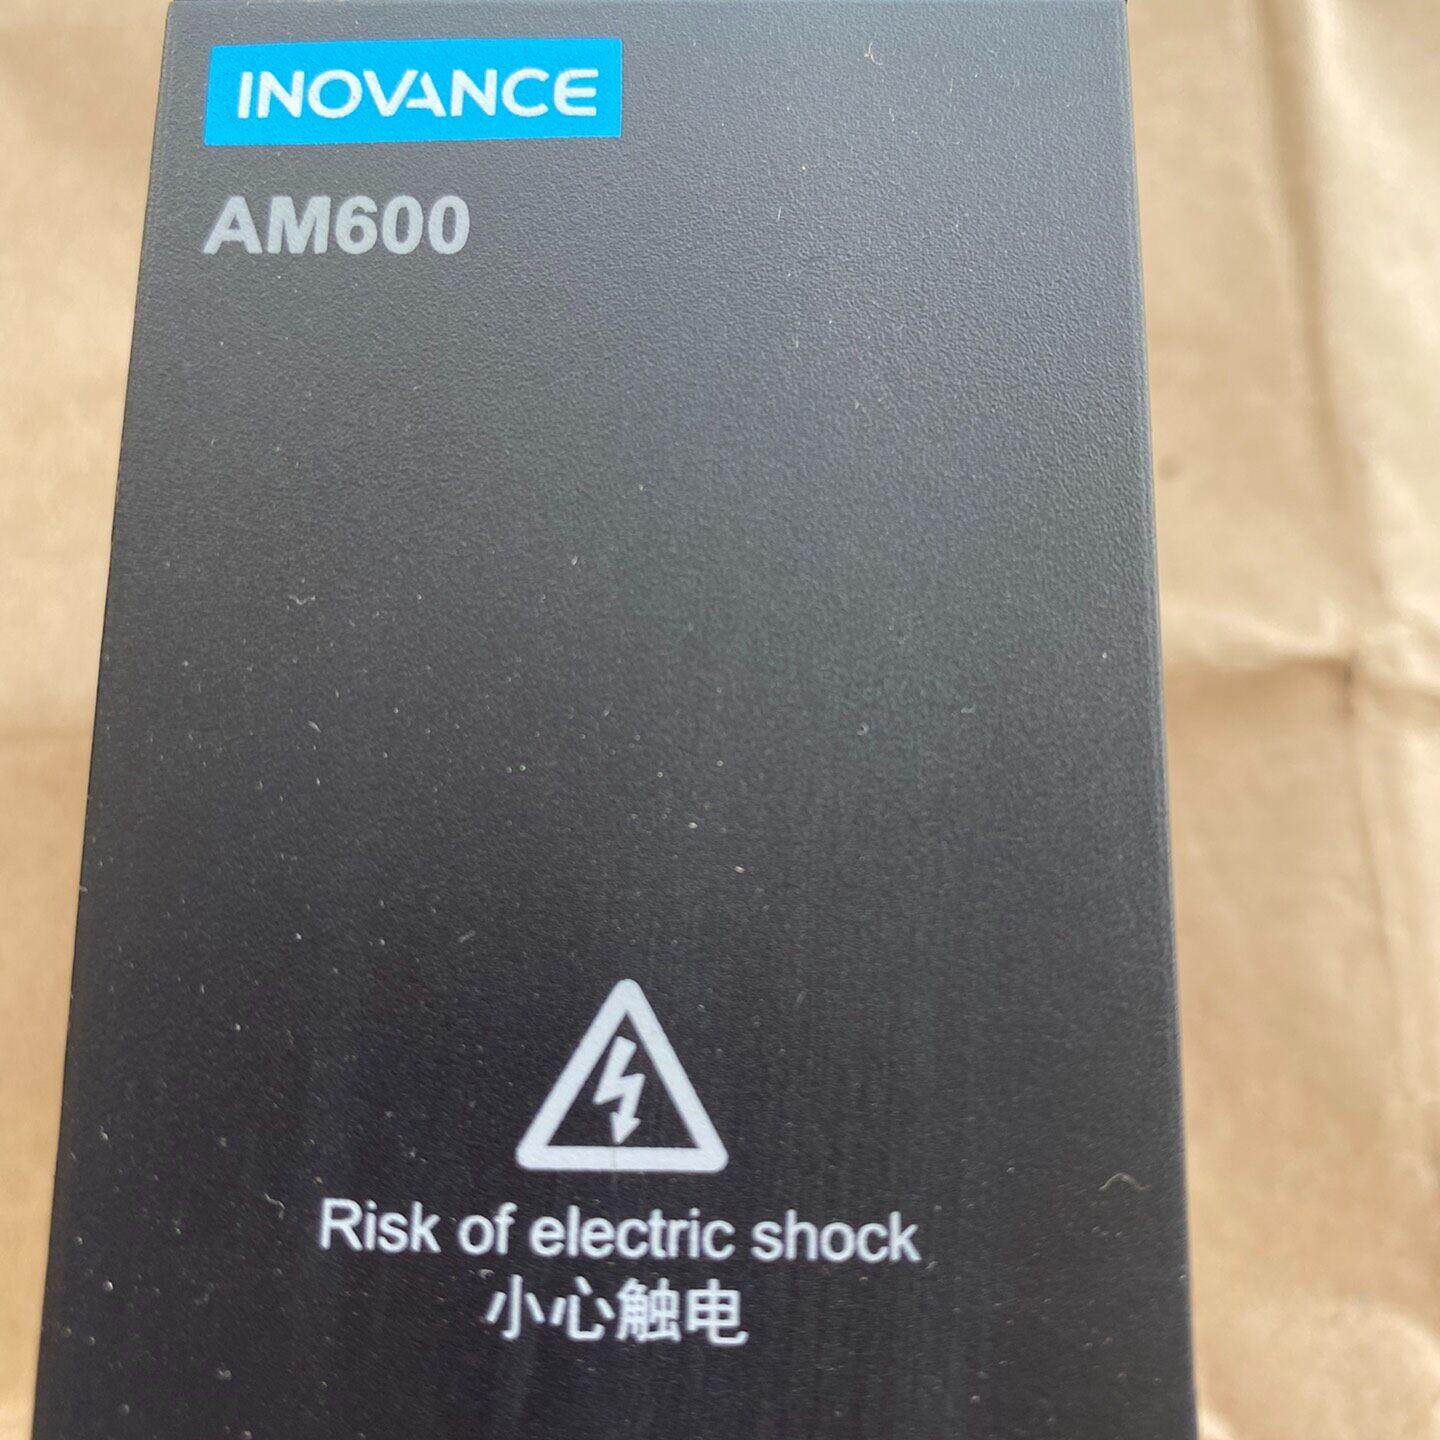 INOVANCE
AM600
Risk of electric shock
小心触电